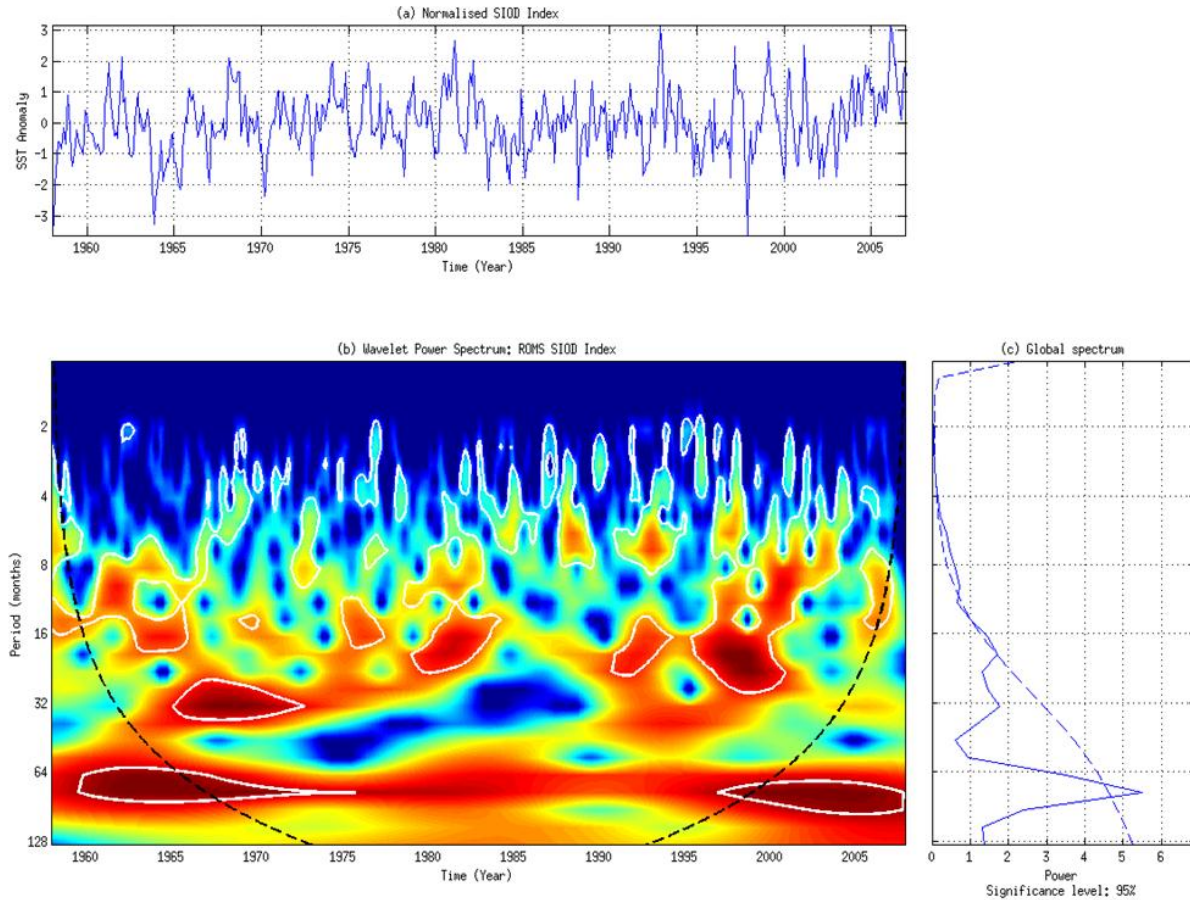 (a) Normalised SIOD Index
3
2
1
0
-1
-2
-3
SST Anomaly
1960 1965 1970 1975 1980 1985 1990 1995 2000 2005
Time (Year)
(b) Wavelet Power Spectrum: ROMS SIOD Index
2
4
8
16
32
64
128
Period (months)
1960 1965 1970 1975 1980 1985 1990 1995 2000 2005
Time (Year)
(c) Global spectrum
0 1 2 3 4 5 6
Power
Significance level: 95%